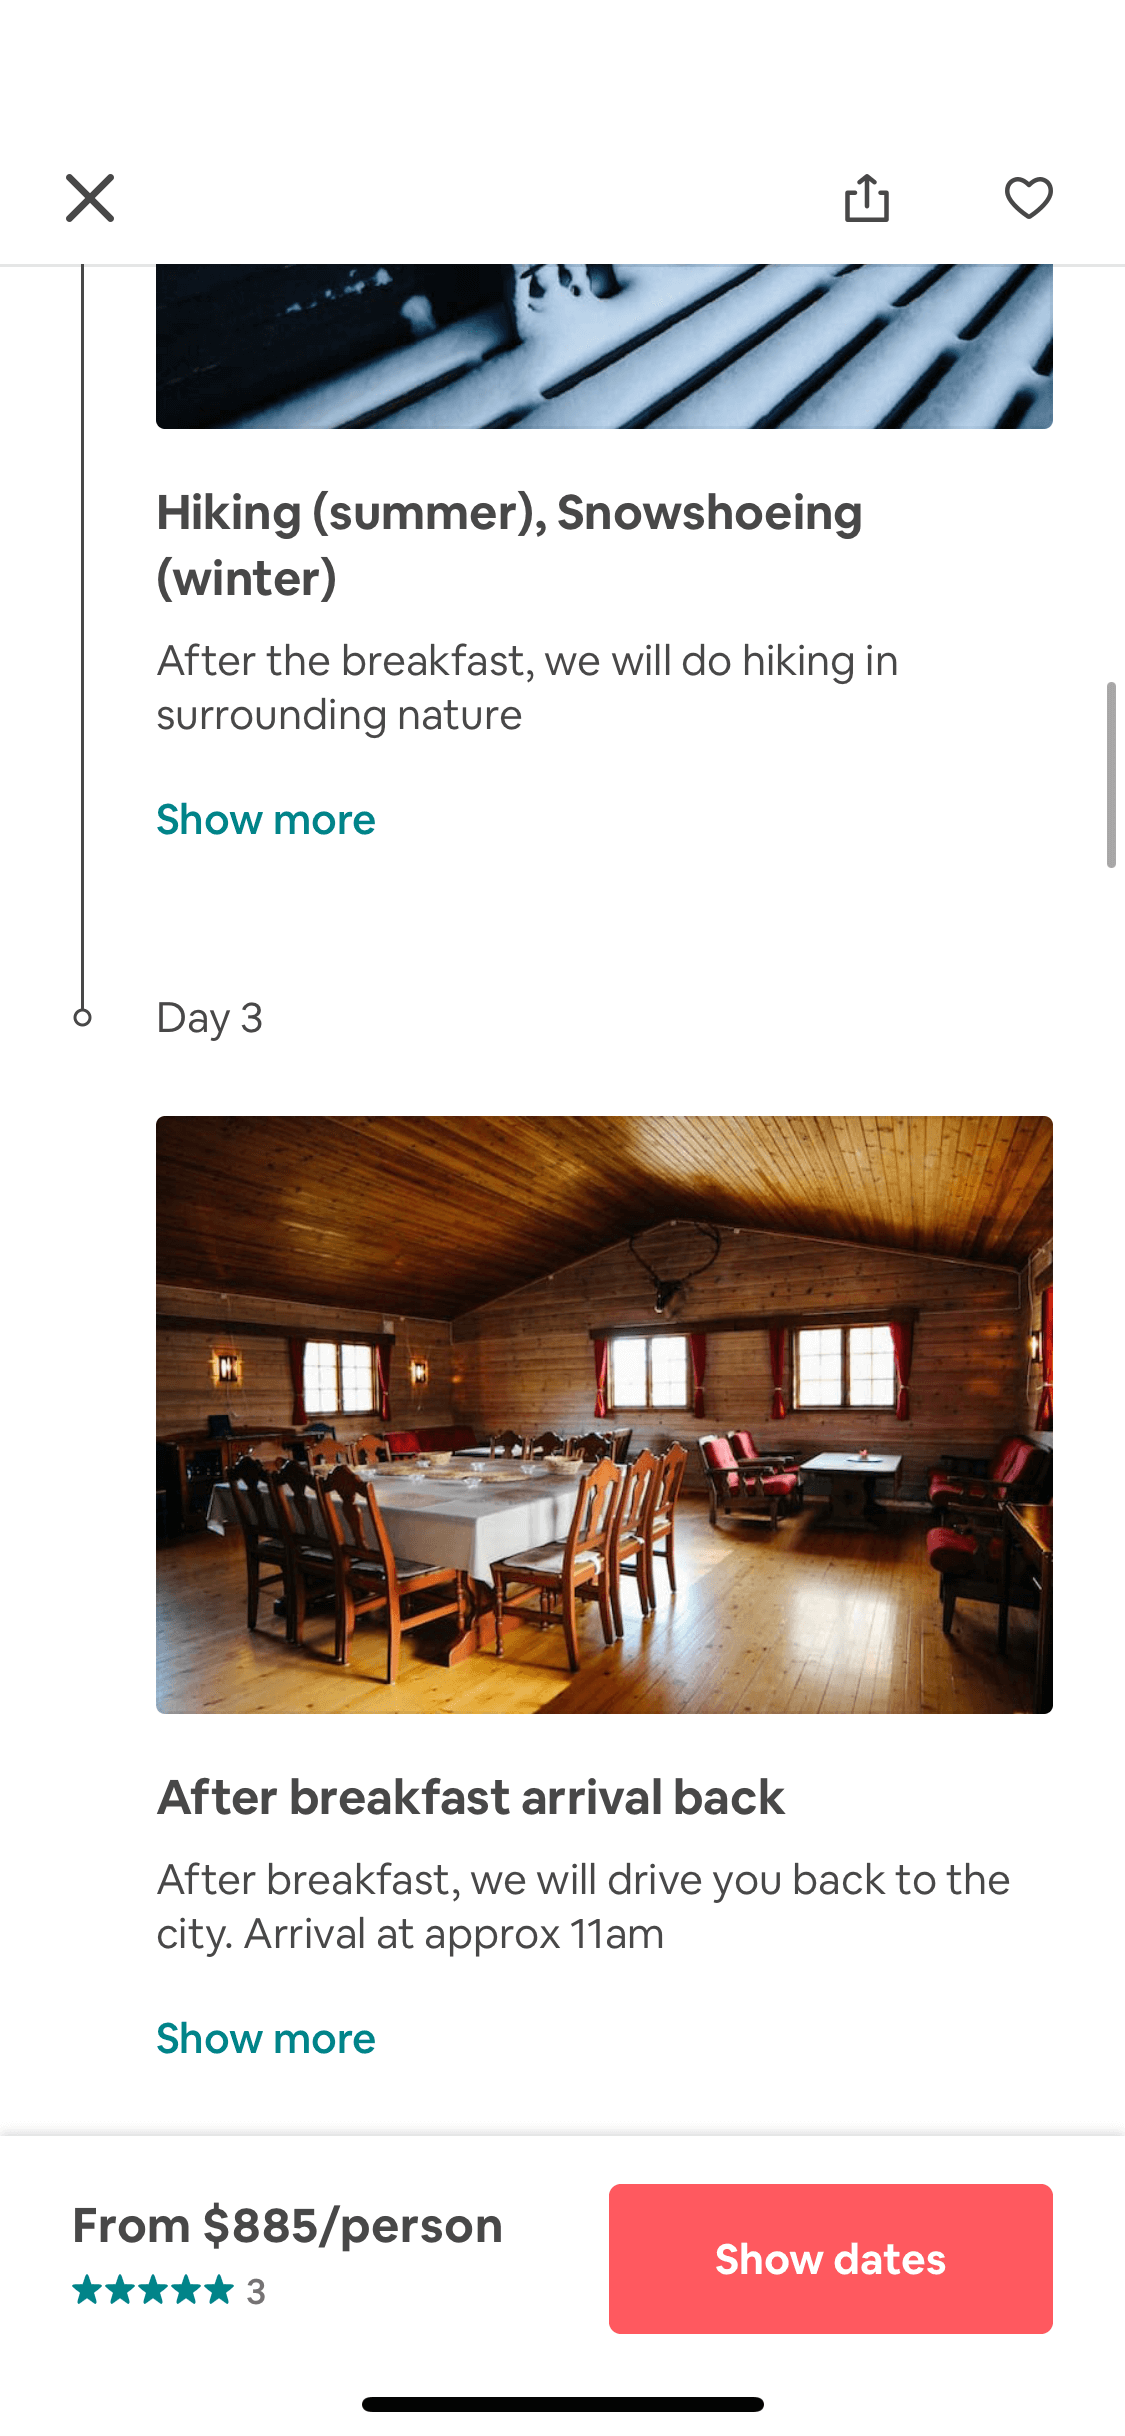 Hiking (summer), Snowshoeing
(winter)
After the breakfast, we will do hiking in
surrounding nature
Show more
Day 3
After breakfast arrival back
After breakfast, we will drive you back to the
city. Arrival at approx 11am
Show more
From $885/person
3
Show dates